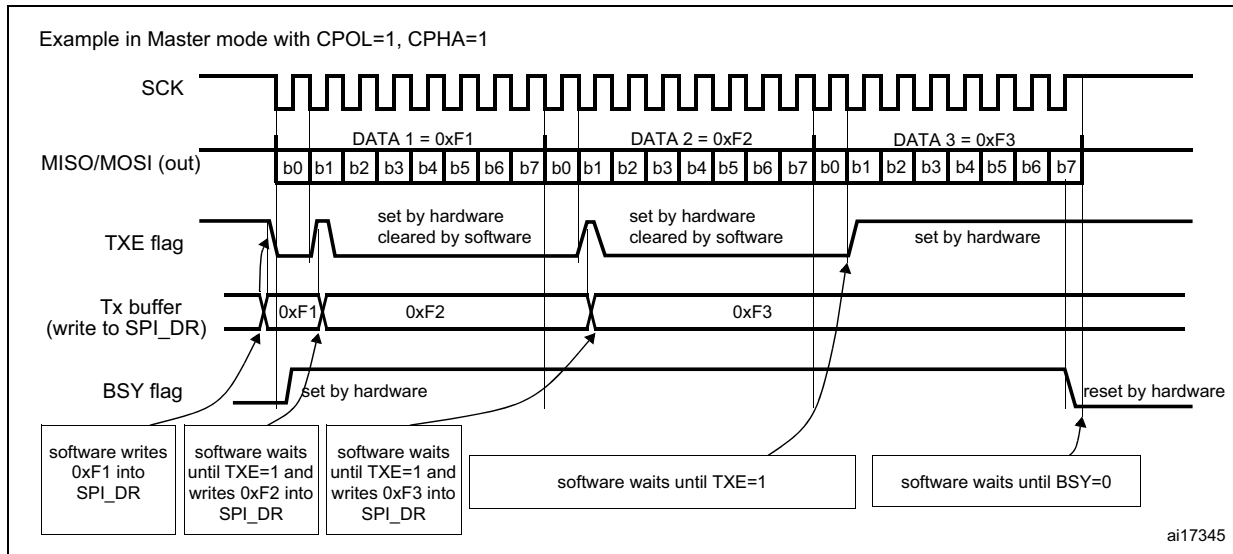 Example in Master mode with CPOL=1, CPHA=1
SCK
DATA 1 = 0xF1 DATA 2 = 0xF2 DATA 3 = 0xF3
MISO/MOSI (out) b0 b1 b2 b3 b4 b5 b6 b7 b0 b1 b2 b3 b4 b5 b6 b7 b0 b1 b2 b3 b4 b5 b6 b7
TXE flag
set by hardware
cleared by software
set by hardware
cleared by software
set by hardware
Tx buffer
(write to SPI_DR)
0xF1 0xF2 0xF3
BSY flag
set by hardware
reset by hardware
software writes
0xF1 into
SPI_DR
software waits
until TXE=1 and
writes 0xF2 into
SPI_DR
software waits
until TXE=1 and
writes 0xF3 into
SPI_DR
software waits until TXE=1
software waits until BSY=0
ai17345